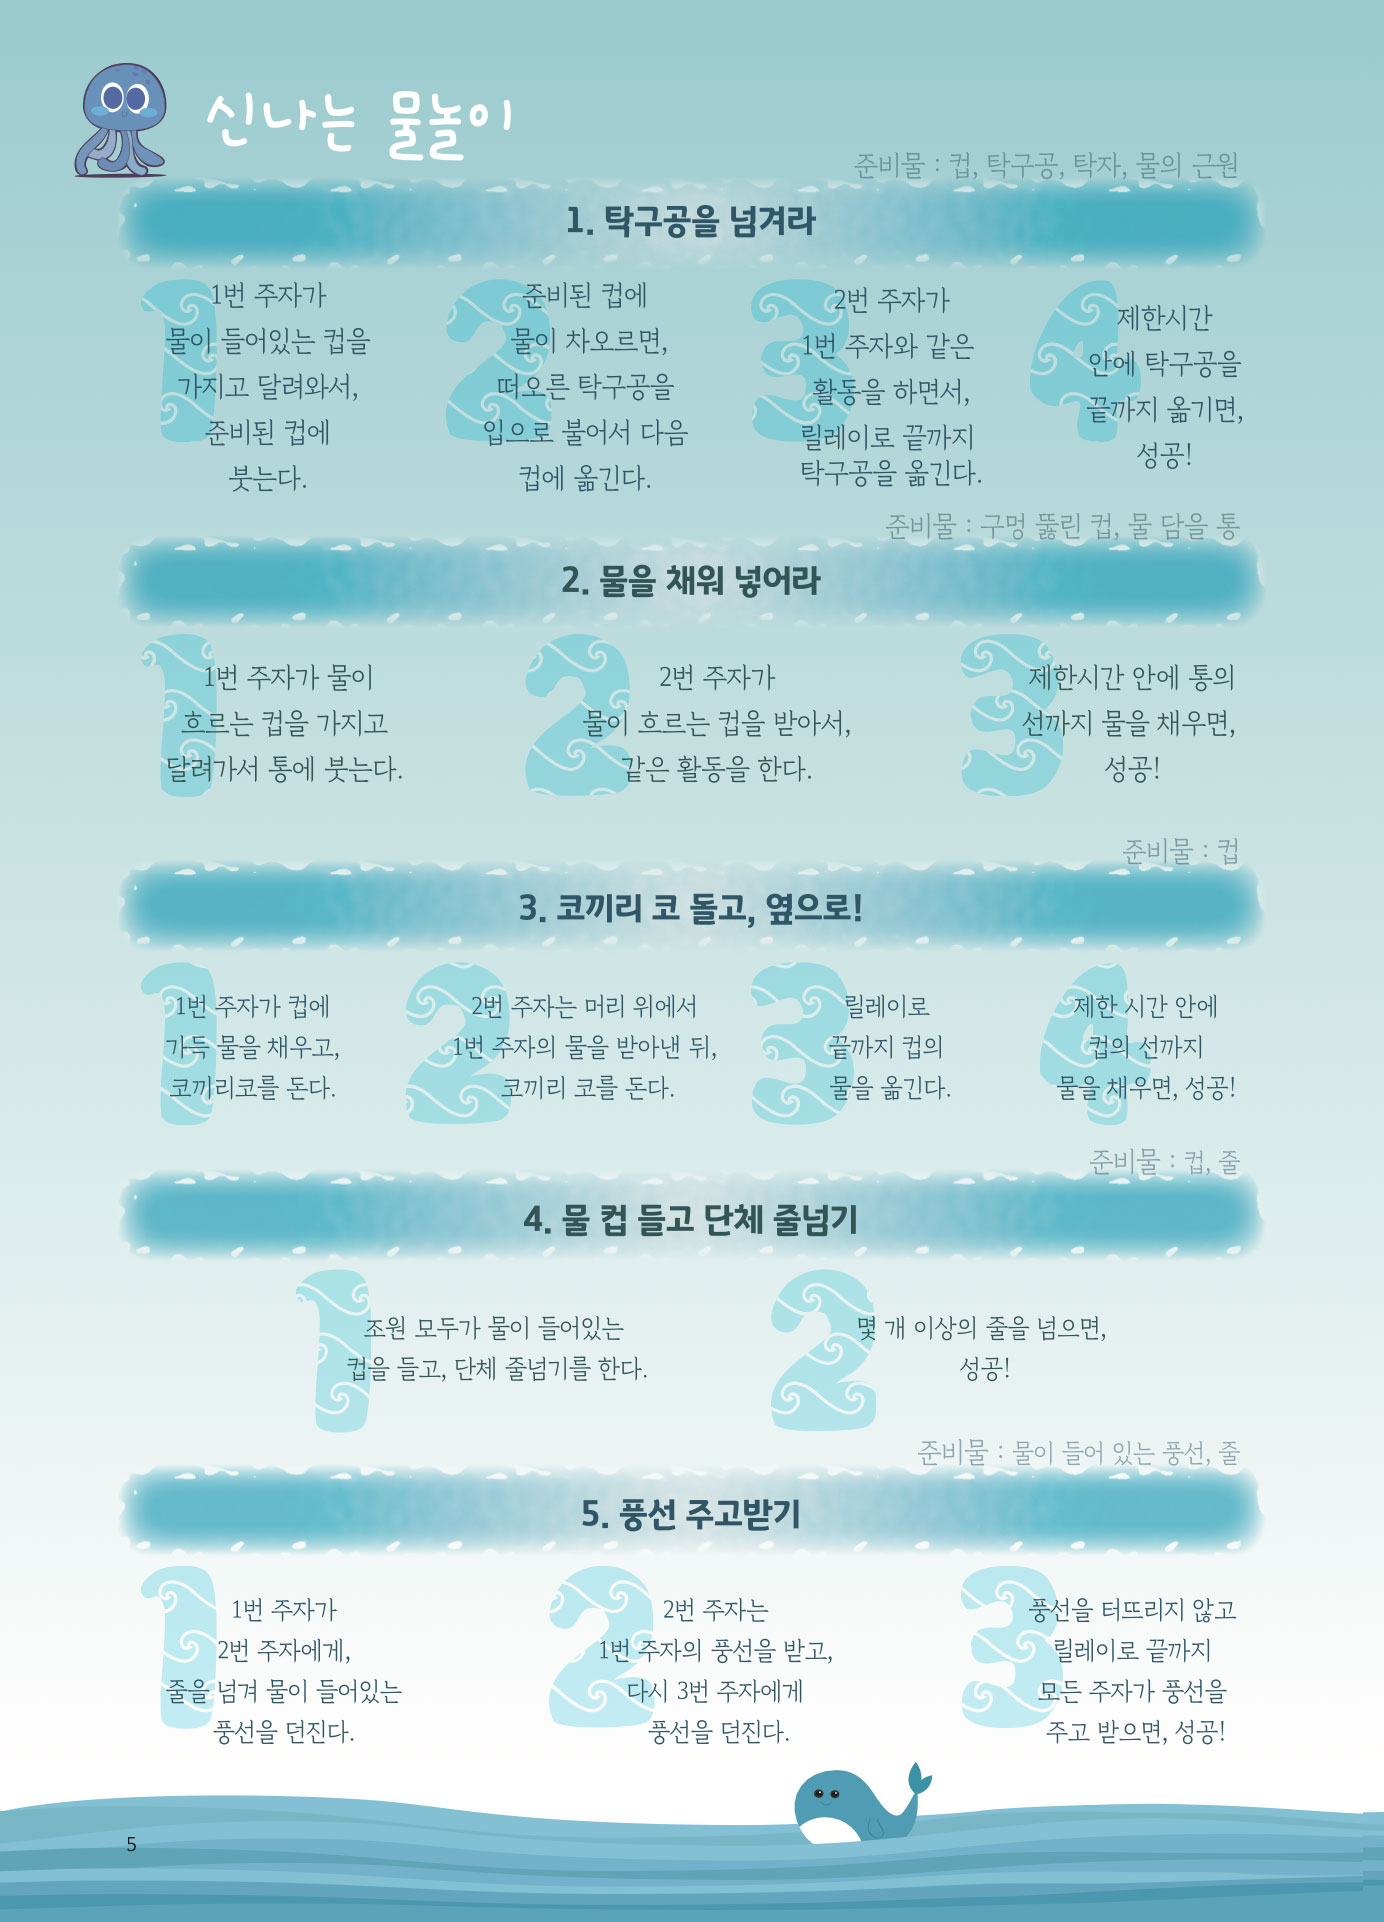 신나는 물놀이
준비물 : 컵, 탁구공, 탁자, 물의 근원
1. 탁구공을 넘겨라
1
1번 주자가
물이 들어있는 컵을
가지고 달려와서,
준비된 컵에
붓는다.
2
준비된 컵에
물이 차오르면,
떠오른 탁구공을
입으로 불어서 다음
컵에 옮긴다.
3
2번 주자가
1번 주자와 같은
활동을 하면서,
릴레이로 끝까지
탁구공을 옮긴다.
4
제한시간
안에 탁구공을
끝까지 옮기면,
성공!
준비물 : 구멍 뚫린 컵, 물 담을 통
2. 물을 채워 넣어라
1
1번 주자가 물이
흐르는 컵을 가지고
달려가서 통에 붓는다.
2
2번 주자가
물이 흐르는 컵을 받아서,
같은 활동을 한다.
3
제한시간 안에 통의
선까지 물을 채우면,
성공!
준비물 : 컵
3. 코끼리 코 돌고, 옆으로!
1
1번 주자가 컵에
가득 물을 채우고,
코끼리코를 돈다.
2
2번 주자는 머리 위에서
1번 주자의 물을 받아낸 뒤,
코끼리 코를 돈다.
3
릴레이로
끝까지 컵의
물을 옮긴다.
4
제한 시간 안에
컵의 선까지
물을 채우면, 성공!
준비물 : 컵, 줄
4. 물 컵 들고 단체 줄넘기
1
조원 모두가 물이 들어있는
컵을 들고, 단체 줄넘기를 한다.
2
몇 개 이상의 줄을 넘으면,
성공!
준비물 : 물이 들어 있는 풍선, 줄
5. 풍선 주고받기
1
1번 주자가
2번 주자에게,
줄을 넘겨 물이 들어있는
풍선을 던진다.
2
2번 주자는
1번 주자의 풍선을 받고,
다시 3번 주자에게
풍선을 던진다.
3
풍선을 터뜨리지 않고
릴레이로 끝까지
모든 주자가 풍선을
주고 받으면, 성공!
5